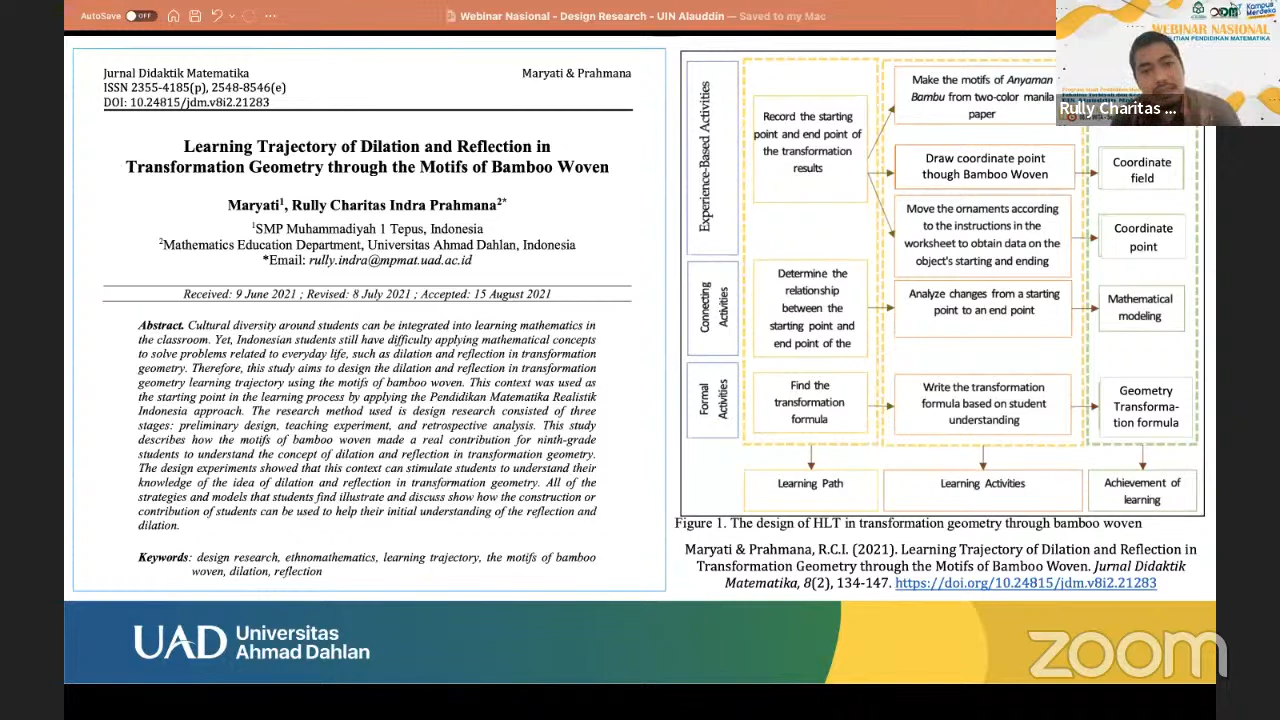 AutoSave OFF
Webinar Nasional - Design Research - UIN Alauddin — Saved to my Mac
Kampus
Merdeka
WEBINAR NASIONAL
LITIAN PENDIDIKAN MATEMATIKA
Rully Charitas ...
Jurnal Didaktik Matematika
Maryati & Prahmana
ISSN 2355-4185(p), 2548-8546(e)
DOI: 10.24815/jdm.v8i2.21283
Learning Trajectory of Dilation and Reflection in
Transformation Geometry through the Motifs of Bamboo Woven
Maryati1, Rully Charitas Indra Prahmana2*
1SMP Muhammadiyah 1 Tepus, Indonesia
2Mathematics Education Department, Universitas Ahmad Dahlan, Indonesia
*Email: rully.indra@mpmat.uad.ac.id
Received: 9 June 2021 ; Revised: 8 July 2021 ; Accepted: 15 August 2021
Abstract. Cultural diversity around students can be integrated into learning mathematics in
the classroom. Yet, Indonesian students still have difficulty applying mathematical concepts
to solve problems related to everyday life, such as dilation and reflection in transformation
geometry. Therefore, this study aims to design the dilation and reflection in transformation
geometry learning trajectory using the motifs of bamboo woven. This context was used as
the starting point in the learning process by applying the Pendidikan Matematika Realistik
Indonesia approach. The research method used is design research consisted of three
stages: preliminary design, teaching experiment, and retrospective analysis. This study
describes how the motifs of bamboo woven made a real contribution for ninth-grade
students to understand the concept of dilation and reflection in transformation geometry.
The design experiments showed that this context can stimulate students to understand their
knowledge of the idea of dilation and reflection in transformation geometry. All of the
strategies and models that students find illustrate and discuss show how the construction or
contribution of students can be used to help their initial understanding of the reflection and
dilation.
Keywords: design research, ethnomathematics, learning trajectory, the motifs of bamboo
woven, dilation, reflection
Experience-Based Activities
Record the starting
point and end point of
the transformation
results
Make the motifs of Anyaman
Bambu from two-color manila
paper
Draw coordinate point
though Bamboo Woven
Coordinate
field
Move the ornaments according
to the instructions in the
worksheet to obtain data on the
object's starting and ending
Coordinate
point
Connecting
Activities
Determine the
relationship
between the
starting point and
end point of the
Analyze changes from a starting
point to an end point
Mathematical
modeling
Formal
Activities
Find the
transformation
formula
Write the transformation
formula based on student
understanding
Geometry
Transforma-
tion formula
Learning Path
Learning Activities
Achievement of
learning
Figure 1. The design of HLT in transformation geometry through bamboo woven
Maryati & Prahmana, R.C.I. (2021). Learning Trajectory of Dilation and Reflection in
Transformation Geometry through the Motifs of Bamboo Woven. Jurnal Didaktik
Matematika, 8(2), 134-147. https://doi.org/10.24815/jdm.v8i2.21283
UAD Universitas
Ahmad Dahlan
zoom